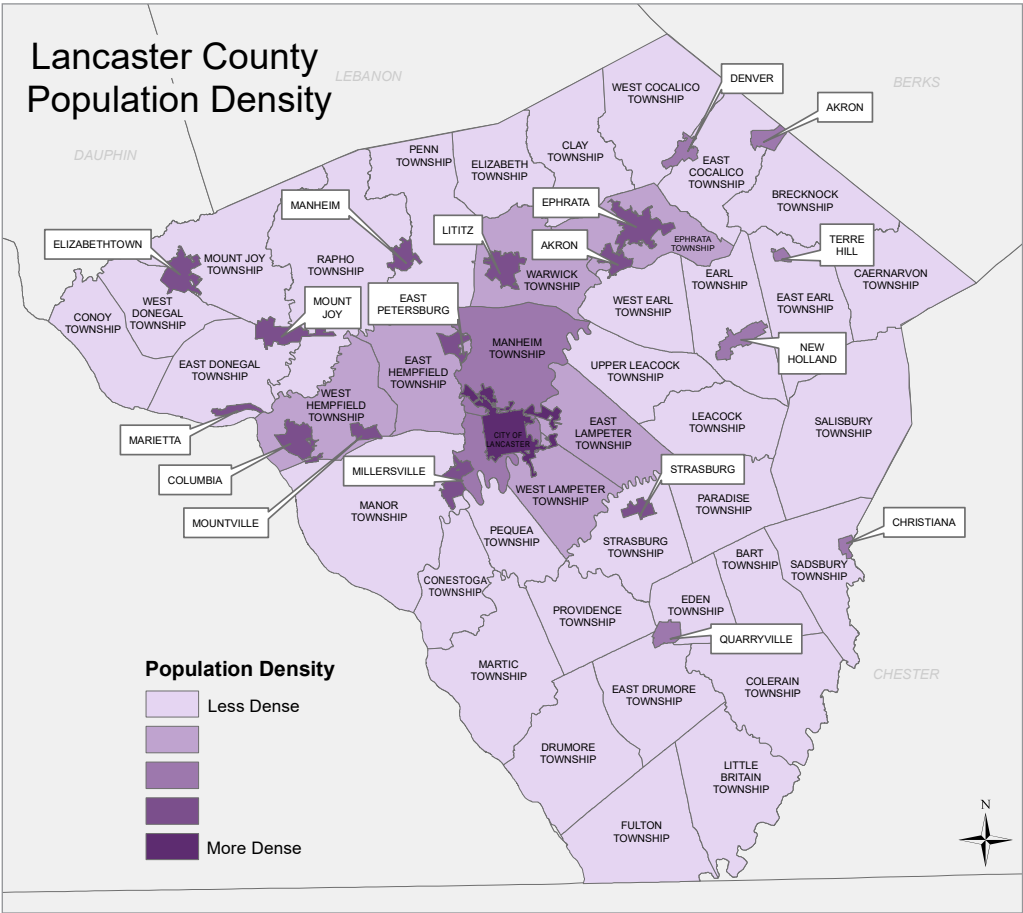 Lancaster County
Population Density
LEBANON
BERKS
DAUPHIN
CHESTER
WEST COCALICO
TOWNSHIP
DENVER
AKRON
CLAY
TOWNSHIP
PENN
TOWNSHIP
ELIZABETH
TOWNSHIP
EAST
COCALICO
TOWNSHIP
BRECKNOCK
TOWNSHIP
MANHEIM
EPHRATA
LITITZ
AKRON
EPHRATA
TOWNSHIP
TERRE
HILL
ELIZABETHTOWN
MOUNT JOY
TOWNSHIP
RAPHO
TOWNSHIP
WARWICK
TOWNSHIP
EARL
TOWNSHIP
CAERNARVON
TOWNSHIP
MOUNT
JOY
EAST
PETERSBURG
WEST EARL
TOWNSHIP
EAST EARL
TOWNSHIP
CONOY
TOWNSHIP
WEST
DONEGAL
TOWNSHIP
MANHEIM
TOWNSHIP
NEW
HOLLAND
EAST DONEGAL
TOWNSHIP
EAST
HEMPFIELD
TOWNSHIP
UPPER LEACOCK
TOWNSHIP
WEST
HEMPFIELD
TOWNSHIP
LEACOCK
TOWNSHIP
SALISBURY
TOWNSHIP
MARIETTA
CITY OF
LANCASTER
EAST
LAMPETER
TOWNSHIP
COLUMBIA
MILLERSVILLE
STRASBURG
MOUNTVILLE
MANOR
TOWNSHIP
WEST LAMPETER
TOWNSHIP
PARADISE
TOWNSHIP
CHRISTIANA
PEQUEA
TOWNSHIP
STRASBURG
TOWNSHIP
BART
TOWNSHIP
SADSBURY
TOWNSHIP
CONESTOGA
TOWNSHIP
PROVIDENCE
TOWNSHIP
EDEN
TOWNSHIP
QUARRYVILLE
MARTIC
TOWNSHIP
EAST DRUMORE
TOWNSHIP
COLERAIN
TOWNSHIP
DRUMORE
TOWNSHIP
LITTLE
BRITAIN
TOWNSHIP
FULTON
TOWNSHIP
Population Density
Less Dense
More Dense
N